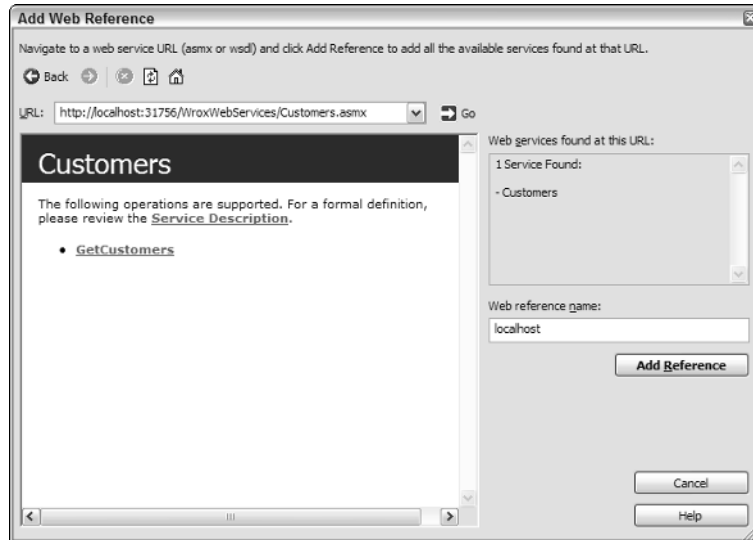 Add Web Reference
Navigate to a web service URL (asmx or wsdl) and click Add Reference to add all the available services found at that URL.
Back
URL: http://localhost:31756/WroxWebServices/Customers.asmx Go
Customers
The following operations are supported. For a formal definition,
please review the Service Description.
• GetCustomers
Web services found at this URL:
1 Service Found:
- Customers
Web reference name:
localhost
Add Reference
Cancel
Help